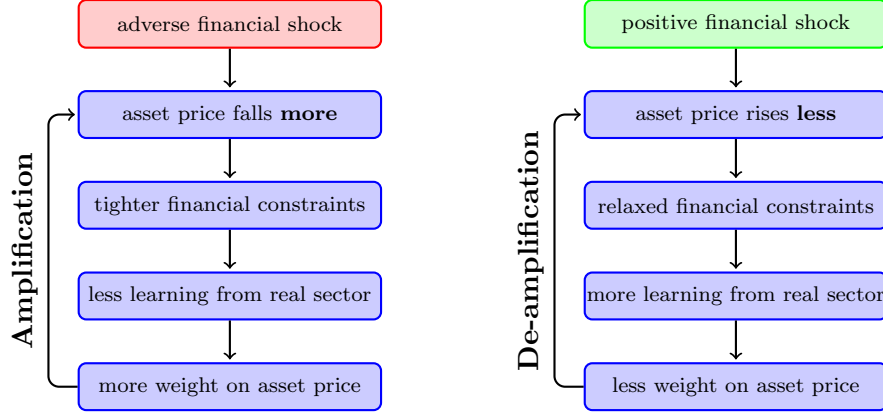 adverse financial shock
asset price falls more
tighter financial constraints
less learning from real sector
more weight on asset price
Amplification
positive financial shock
asset price rises less
relaxed financial constraints
more learning from real sector
less weight on asset price
De-amplification